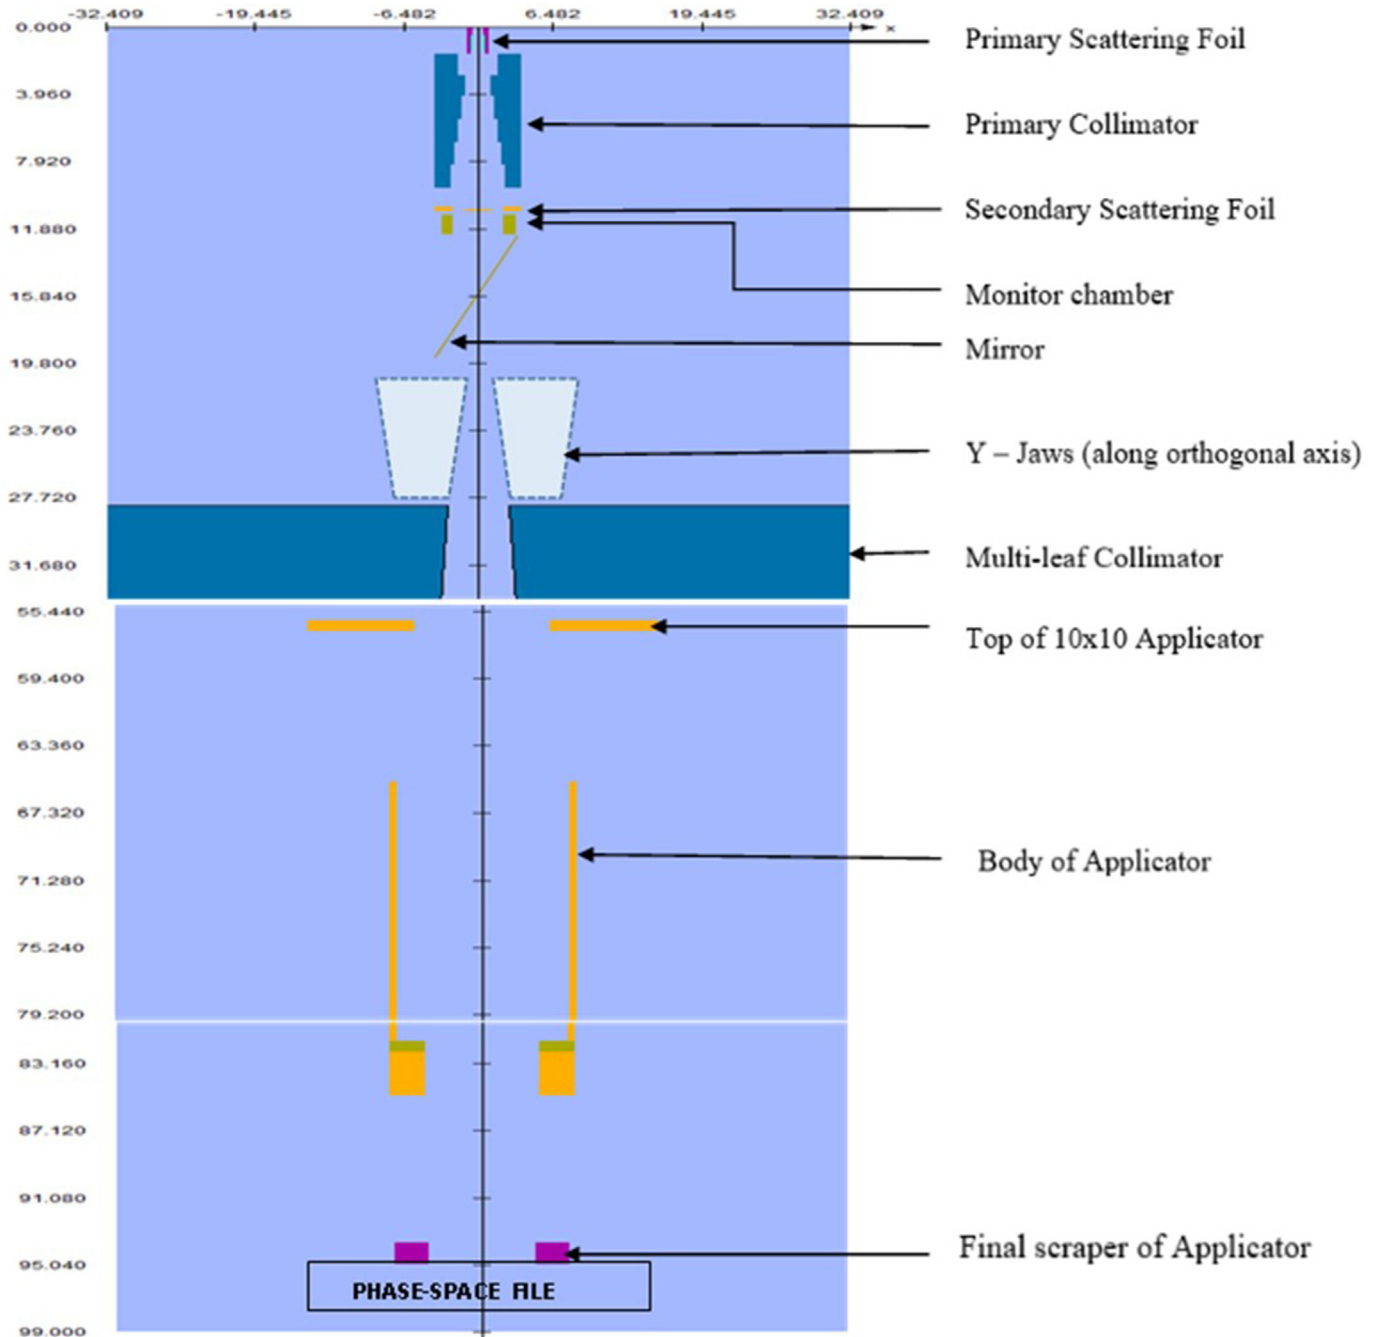 -32.409 -19.445 -6.482 6.482 19.445 32.409
0.000 x
Primary Scattering Foil
3.960
Primary Collimator
7.920
Secondary Scattering Foil
11.880
Monitor chamber
15.840
Mirror
19.800
23.760
Y – Jaws (along orthogonal axis)
27.720
Multi-leaf Collimator
31.680
55.440
Top of 10x10 Applicator
59.400
63.360
67.320
Body of Applicator
71.280
75.240
79.200
83.160
87.120
91.080
Final scraper of Applicator
95.040
PHASE-SPACE FILE
99.000